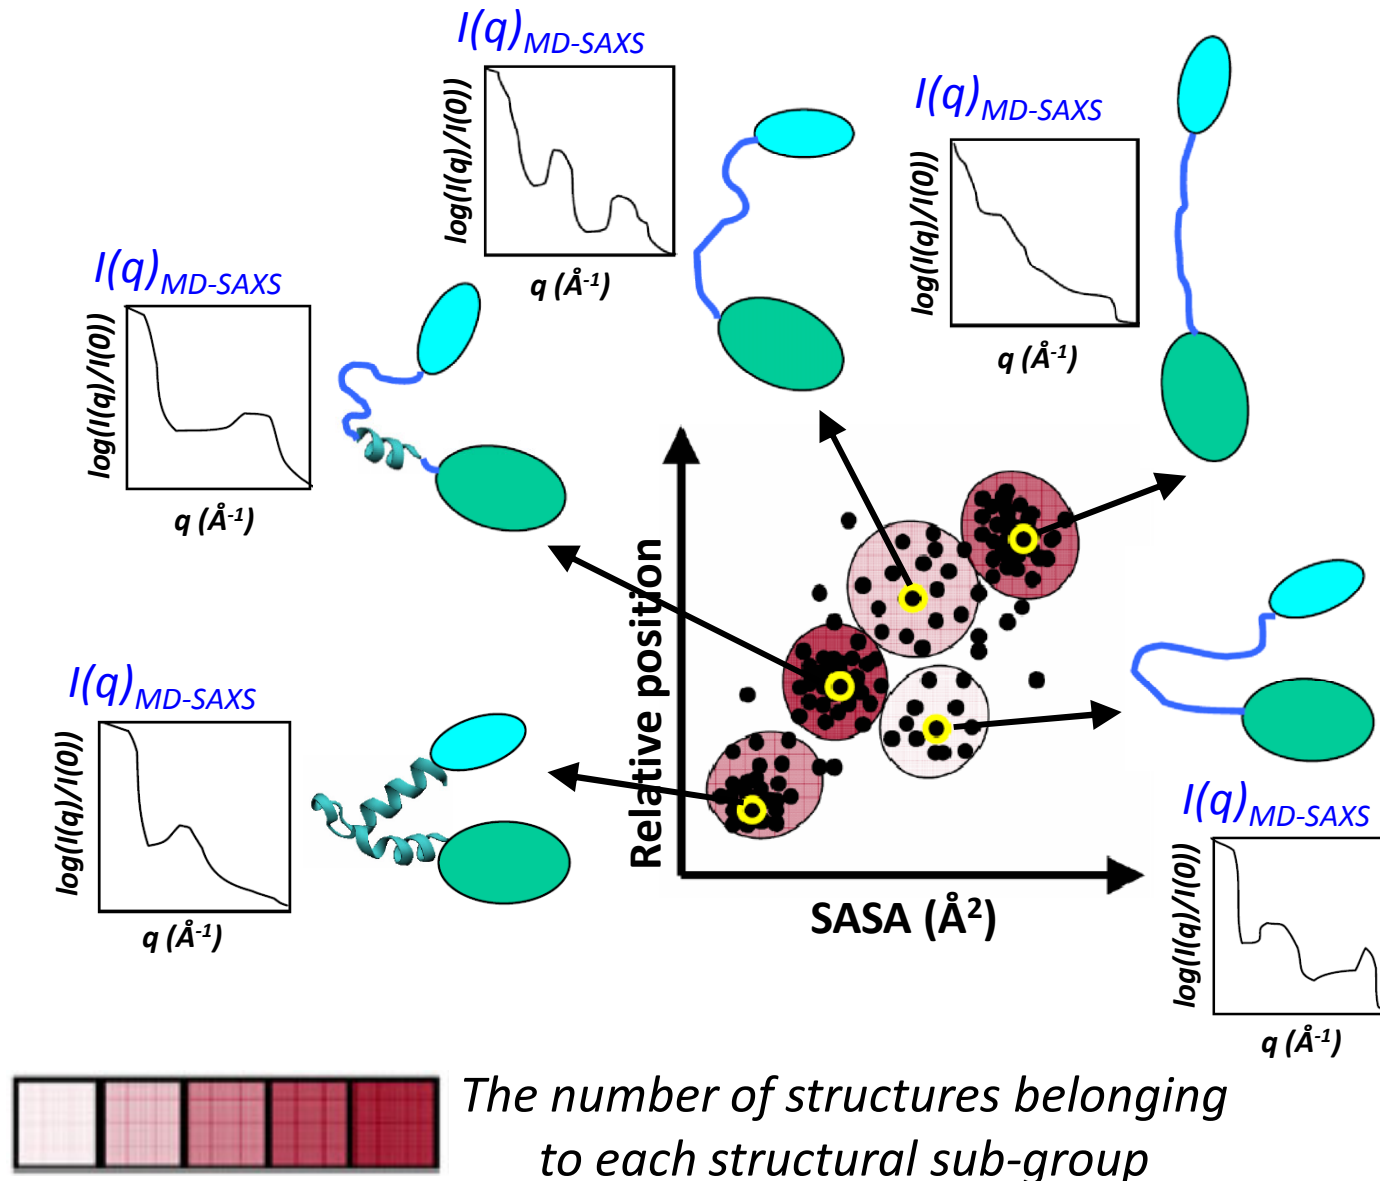 I(q)MD-SAXS
log(I(q)/I(0))
q (Å-1)
I(q)MD-SAXS
log(I(q)/I(0))
q (Å-1)
I(q)MD-SAXS
log(I(q)/I(0))
q (Å-1)
I(q)MD-SAXS
log(I(q)/I(0))
q (Å-1)
Relative position
SASA (Å2)
I(q)MD-SAXS
log(I(q)/I(0))
q (Å-1)
The number of structures belonging
to each structural sub-group